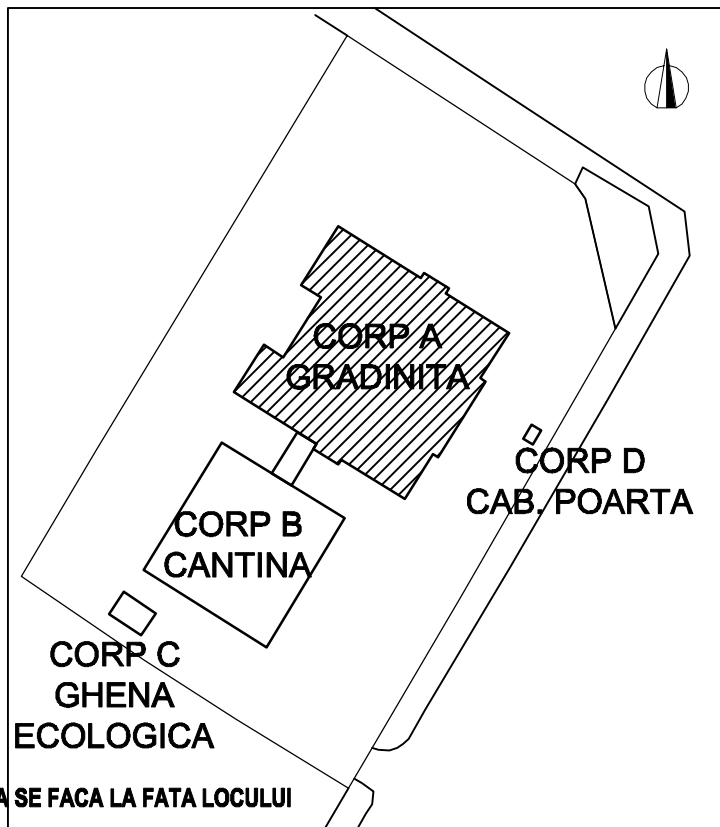 CORP A
GRADINITA
CORP D
CAB. POARTA
CORP B
CANTINA
CORP C
GHENA
ECOLOGICA
SE FACA LA FATA LOCULUI